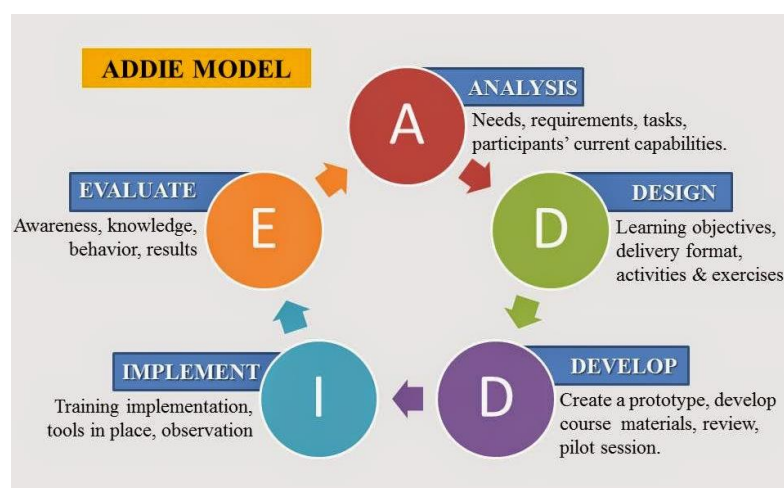 ADDIE MODEL
A
ANALYSIS
Needs, requirements, tasks,
participants' current capabilities.
D
DESIGN
Learning objectives,
delivery format,
activities & exercises
D
DEVELOP
Create a prototype, develop
course materials, review,
pilot session.
I
IMPLEMENT
Training implementation,
tools in place, observation
E
EVALUATE
Awareness, knowledge,
behavior, results